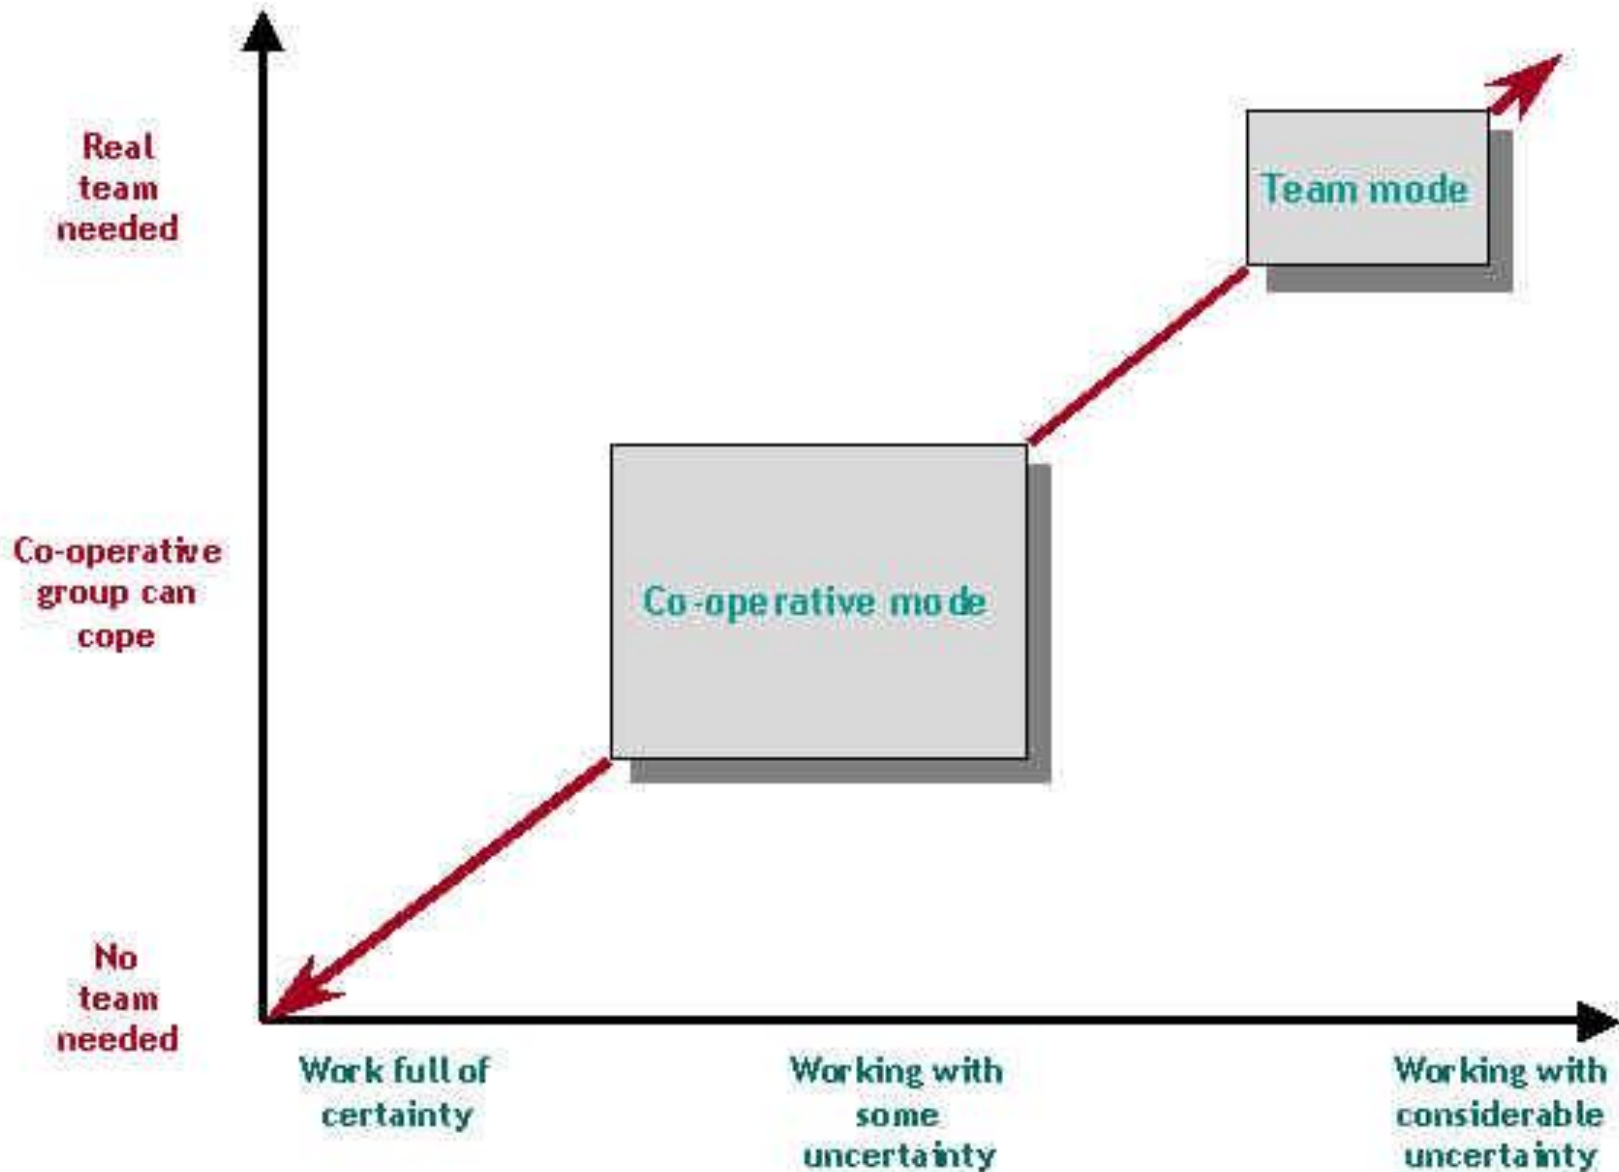 Real
team
needed
Team mode
Co-operative
group can
cope
Co-operative mode
No
team
needed
Work full of
certainty
Working with
some
uncertainty
Working with
considerable
uncertainty